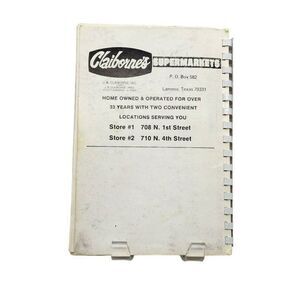 Claiborne's SUPERMARKETS
P. O. Box 582
Lamesa, Texas 79331
HOME OWNED & OPERATED FOR OVER
33 YEARS WITH TWO CONVENIENT
LOCATIONS SERVING YOU
Store #1 708 N. 1st Street
Store #2 710 N. 4th Street